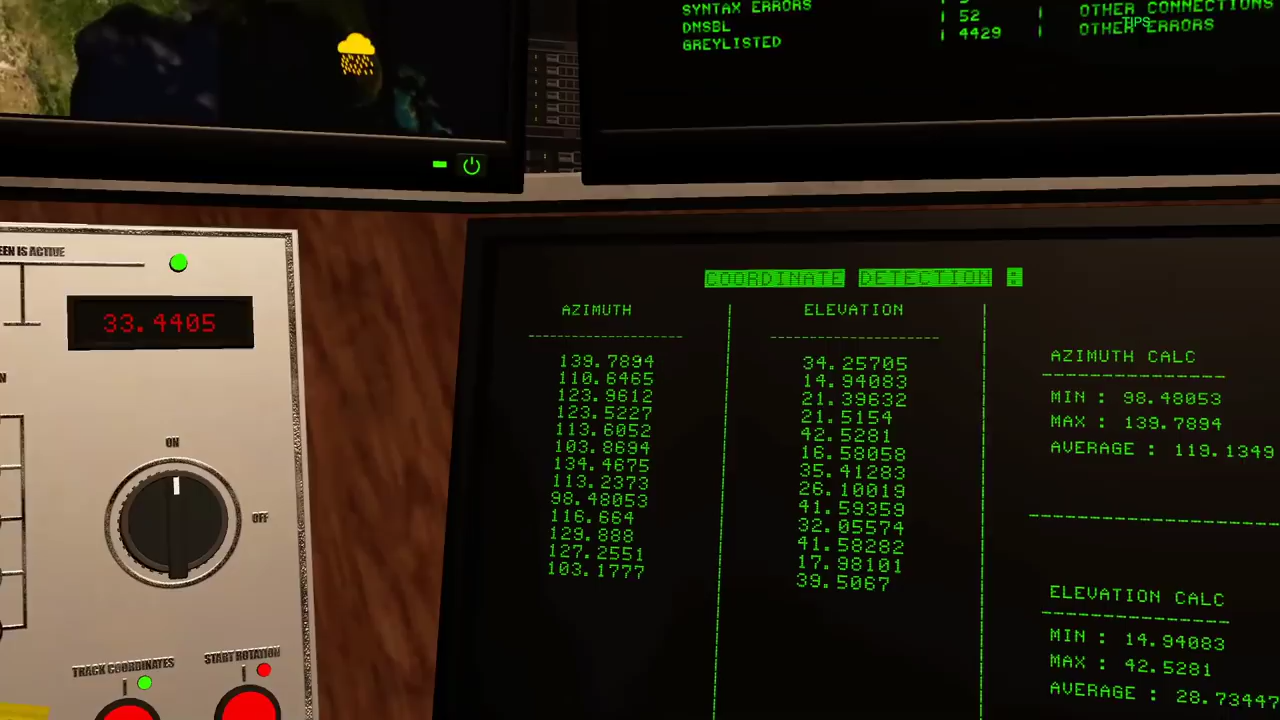 SYNTAX ERRORS
DNSBL | 52
GREYLISTED | 4429
OTHER CONNECTIONS
OTHER ERRORS
TIPS
EEN IS ACTIVE
33.4405
ON
OFF
TRACK COORDINATES
START ROTATION
COORDINATE DETECTION :
AZIMUTH
139.7894
110.6465
123.9612
123.5227
113.6052
103.8694
134.4675
113.2373
98.48053
116.664
129.888
127.2551
103.1777
ELEVATION
34.25705
14.94083
21.39632
21.5154
42.5281
16.58058
35.41283
26.10019
41.59359
32.05574
41.58282
17.98101
39.5067
AZIMUTH CALC
MIN : 98.48053
MAX : 139.7894
AVERAGE : 119.1349
ELEVATION CALC
MIN : 14.94083
MAX : 42.5281
AVERAGE : 28.73447